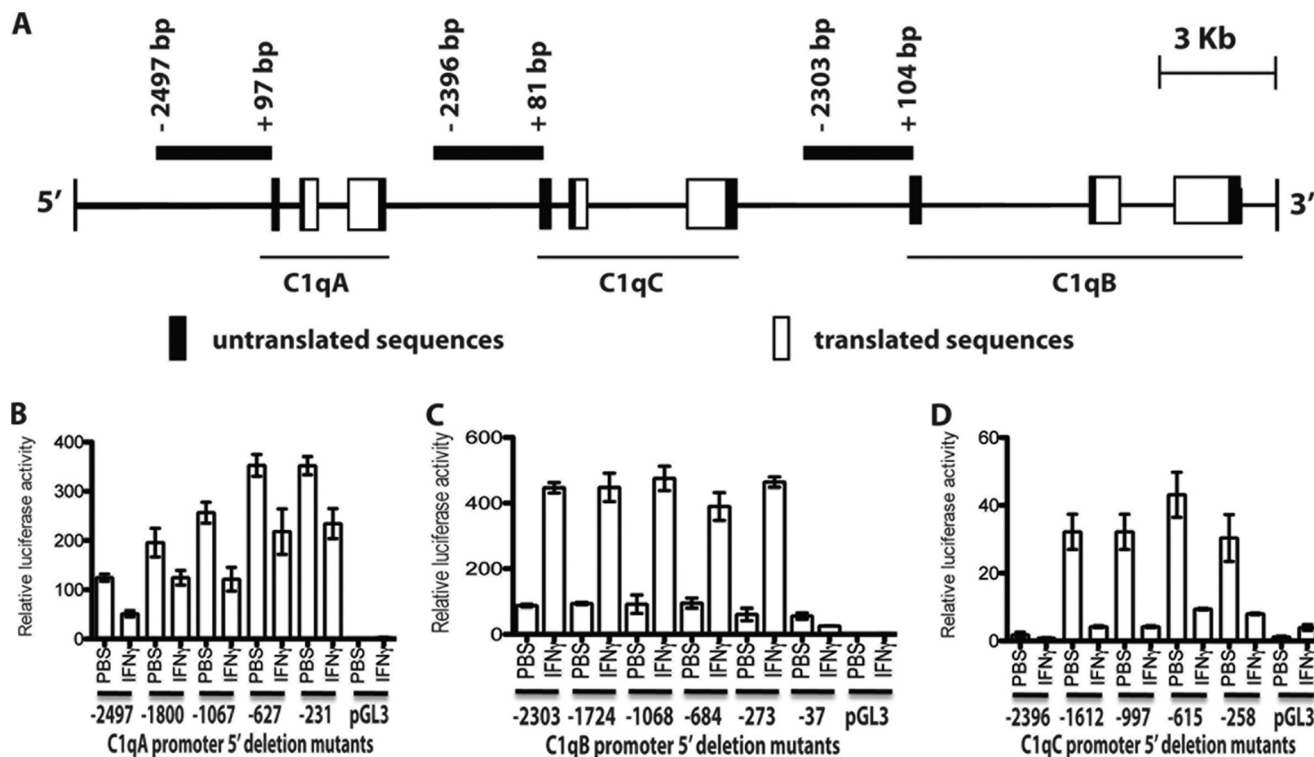 A
- 2497 bp
+ 97 bp
- 2396 bp
+ 81 bp
- 2303 bp
+ 104 bp
3 Kb
5′
3′
C1qA
C1qC
C1qB
untranslated sequences
translated sequences
B
Relative luciferase activity
400
300
200
100
0
PBS
IFNγ
PBS
IFNγ
PBS
IFNγ
PBS
IFNγ
PBS
IFNγ
PBS
IFNγ
-2497 -1800 -1067 -627 -231 pGL3
C1qA promoter 5′ deletion mutants
C
Relative luciferase activity
600
400
200
0
PBS
IFNγ
PBS
IFNγ
PBS
IFNγ
PBS
IFNγ
PBS
IFNγ
PBS
IFNγ
PBS
IFNγ
-2303 -1724 -1068 -684 -273 -37 pGL3
C1qB promoter 5′ deletion mutants
D
Relative luciferase activity
60
40
20
0
PBS
IFNγ
PBS
IFNγ
PBS
IFNγ
PBS
IFNγ
PBS
IFNγ
PBS
IFNγ
-2396 -1612 -997 -615 -258 pGL3
C1qC promoter 5′ deletion mutants